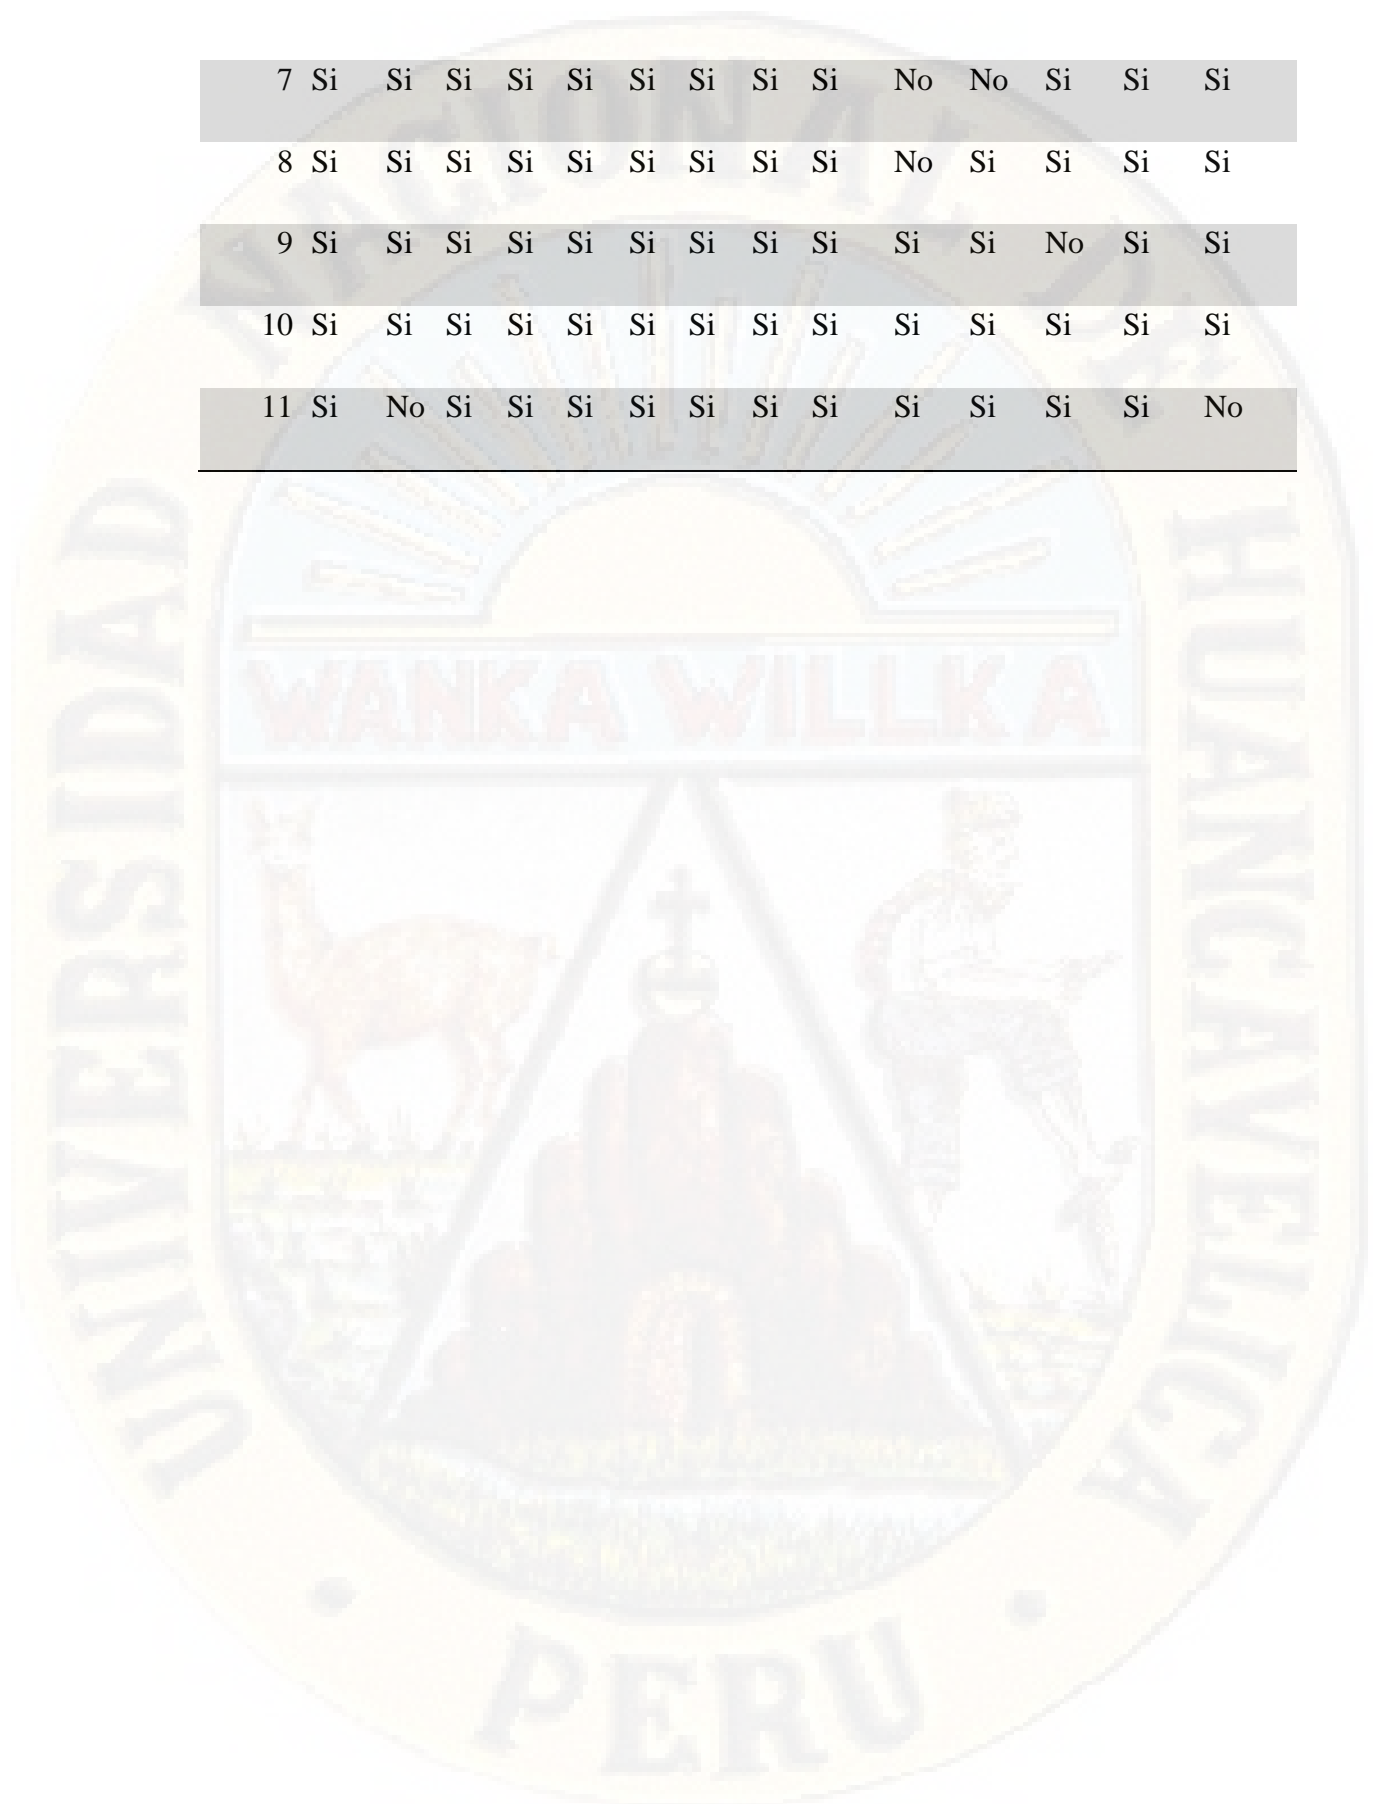 7 Si Si Si Si Si Si Si Si Si No No Si Si Si
8 Si Si Si Si Si Si Si Si Si No Si Si Si Si
9 Si Si Si Si Si Si Si Si Si Si Si No Si Si
10 Si Si Si Si Si Si Si Si Si Si Si Si Si Si
11 Si No Si Si Si Si Si Si Si Si Si Si Si No
UNIVERSIDAD NACIONAL DE HUANCAVELICA
WANKA WILLKA
PERU